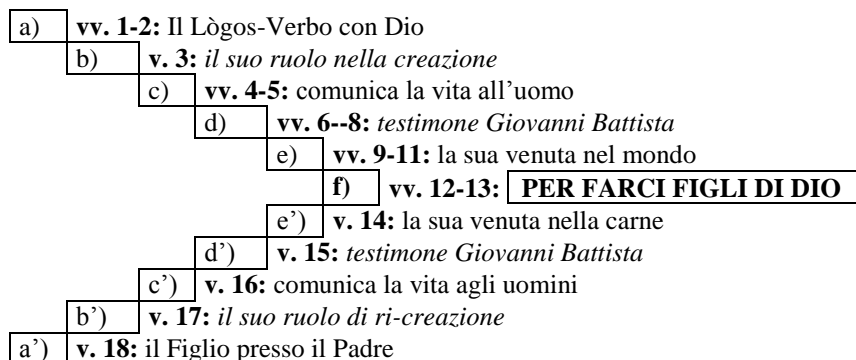 a) vv. 1-2: Il Lògos-Verbo con Dio
b) v. 3: il suo ruolo nella creazione
c) vv. 4-5: comunica la vita all’uomo
d) vv. 6--8: testimone Giovanni Battista
e) vv. 9-11: la sua venuta nel mondo
f) vv. 12-13: PER FARCI FIGLI DI DIO
e’) v. 14: la sua venuta nella carne
d’) v. 15: testimone Giovanni Battista
c’) v. 16: comunica la vita agli uomini
b’) v. 17: il suo ruolo di ri-creazione
a’) v. 18: il Figlio presso il Padre